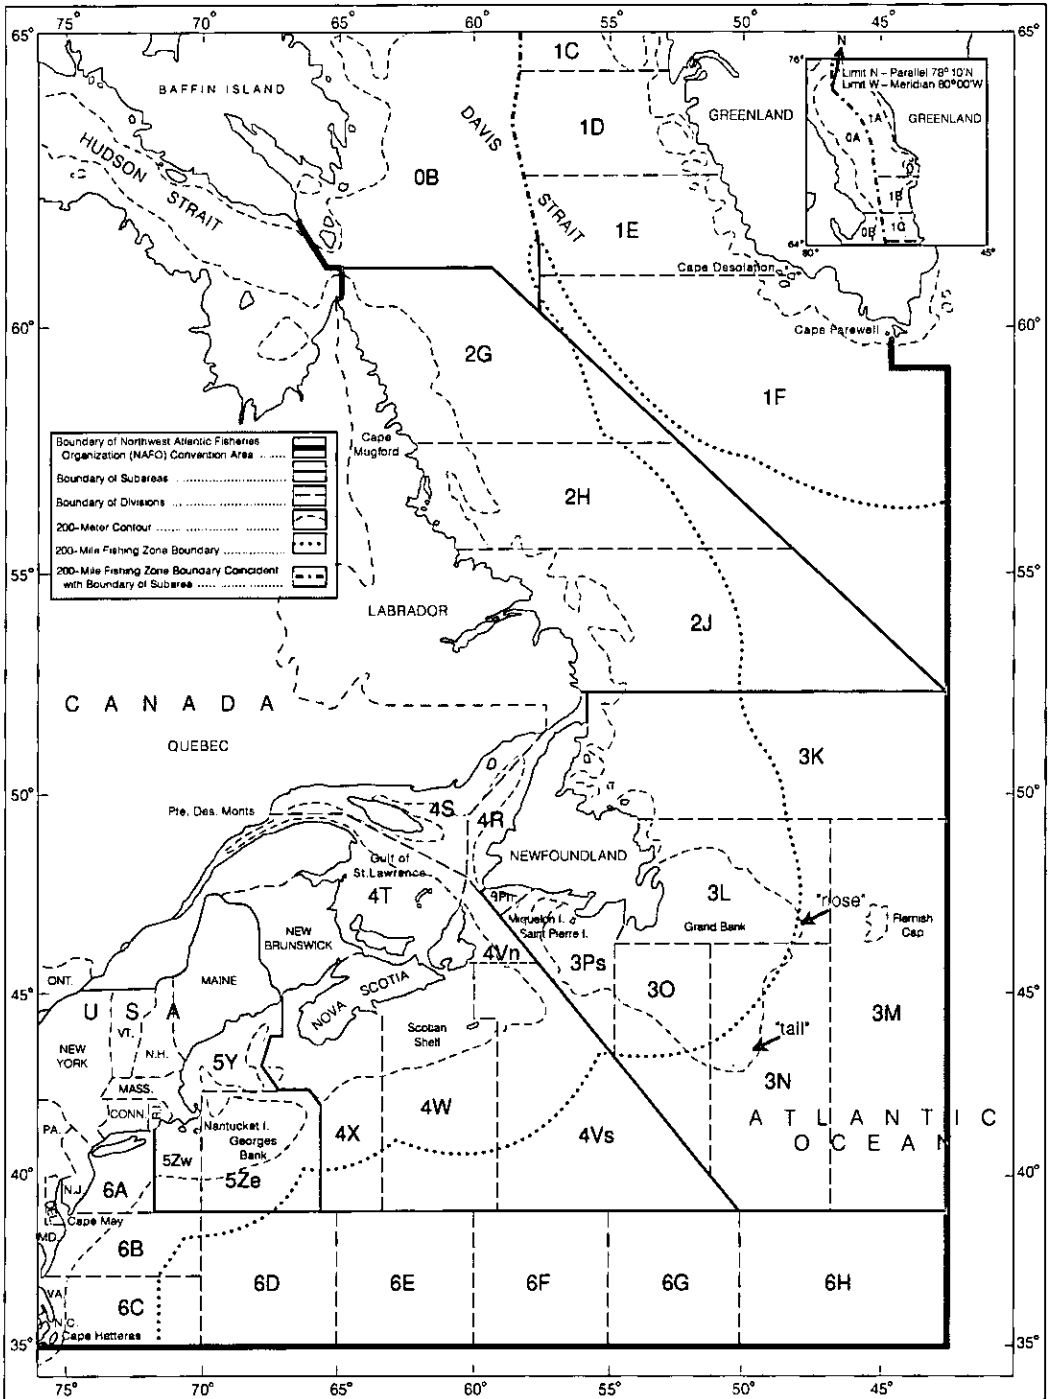 75° 70° 65° 60° 55° 50° 45°
65° 65°
1C
N
76°
Limit N – Parallel 78° 10'N
Limit W – Meridian 80° 00'W
BAFFIN ISLAND
DAVIS
STRAIT
GREENLAND
1A
GREENLAND
0A
1D
HUDSON
STRAIT
0B
1B
1E
0B
1C
64°
80° 45°
Cape Desolation
60° 60°
Cape Farewell
2G
1F
Boundary of Northwest Atlantic Fisheries
Organization (NAFO) Convention Area
Boundary of Subareas
Boundary of Divisions
200-Meter Contour
200-Mile Fishing Zone Boundary
200-Mile Fishing Zone Boundary Coincident
with Boundary of Subarea
Cape
Mugford
2H
55° 55°
LABRADOR
2J
CANADA
QUEBEC
3K
50° 50°
Pte. Des. Monts
4S
4R
NEWFOUNDLAND
Gulf of
St. Lawrence
4T
3L
"nose"
Grand Bank
Flemish
Cap
3Pn
Miquelon I.
Saint Pierre I.
NEW
BRUNSWICK
4Vn
3Ps
ONT.
MAINE
NOVA SCOTIA
3O
45° 45°
USA
VT.
N.H.
NEW
YORK
Scotian
Shelf
3M
"tail"
5Y
3N
MASS.
CONN.
R.I.
Nantucket I.
Georges
Bank
4X
4W
4Vs
ATLANTIC
OCEAN
PA.
5Zw
5Ze
40° 40°
N.J.
6A
Cape May
MD.
6B
6D
6E
6F
6G
6H
VA.
6C
N.C.
Cape Hatteras
35° 35°
75° 70° 65° 60° 55° 50° 45°